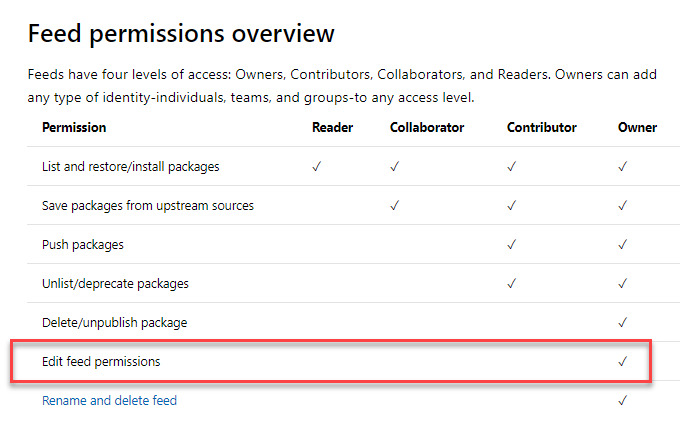 Feed permissions overview
Feeds have four levels of access: Owners, Contributors, Collaborators, and Readers. Owners can add
any type of identity-individuals, teams, and groups-to any access level.
Permission Reader Collaborator Contributor Owner
List and restore/install packages ✓ ✓ ✓ ✓
Save packages from upstream sources ✓ ✓ ✓
Push packages ✓ ✓
Unlist/deprecate packages ✓ ✓
Delete/unpublish package ✓
Edit feed permissions ✓
Rename and delete feed ✓